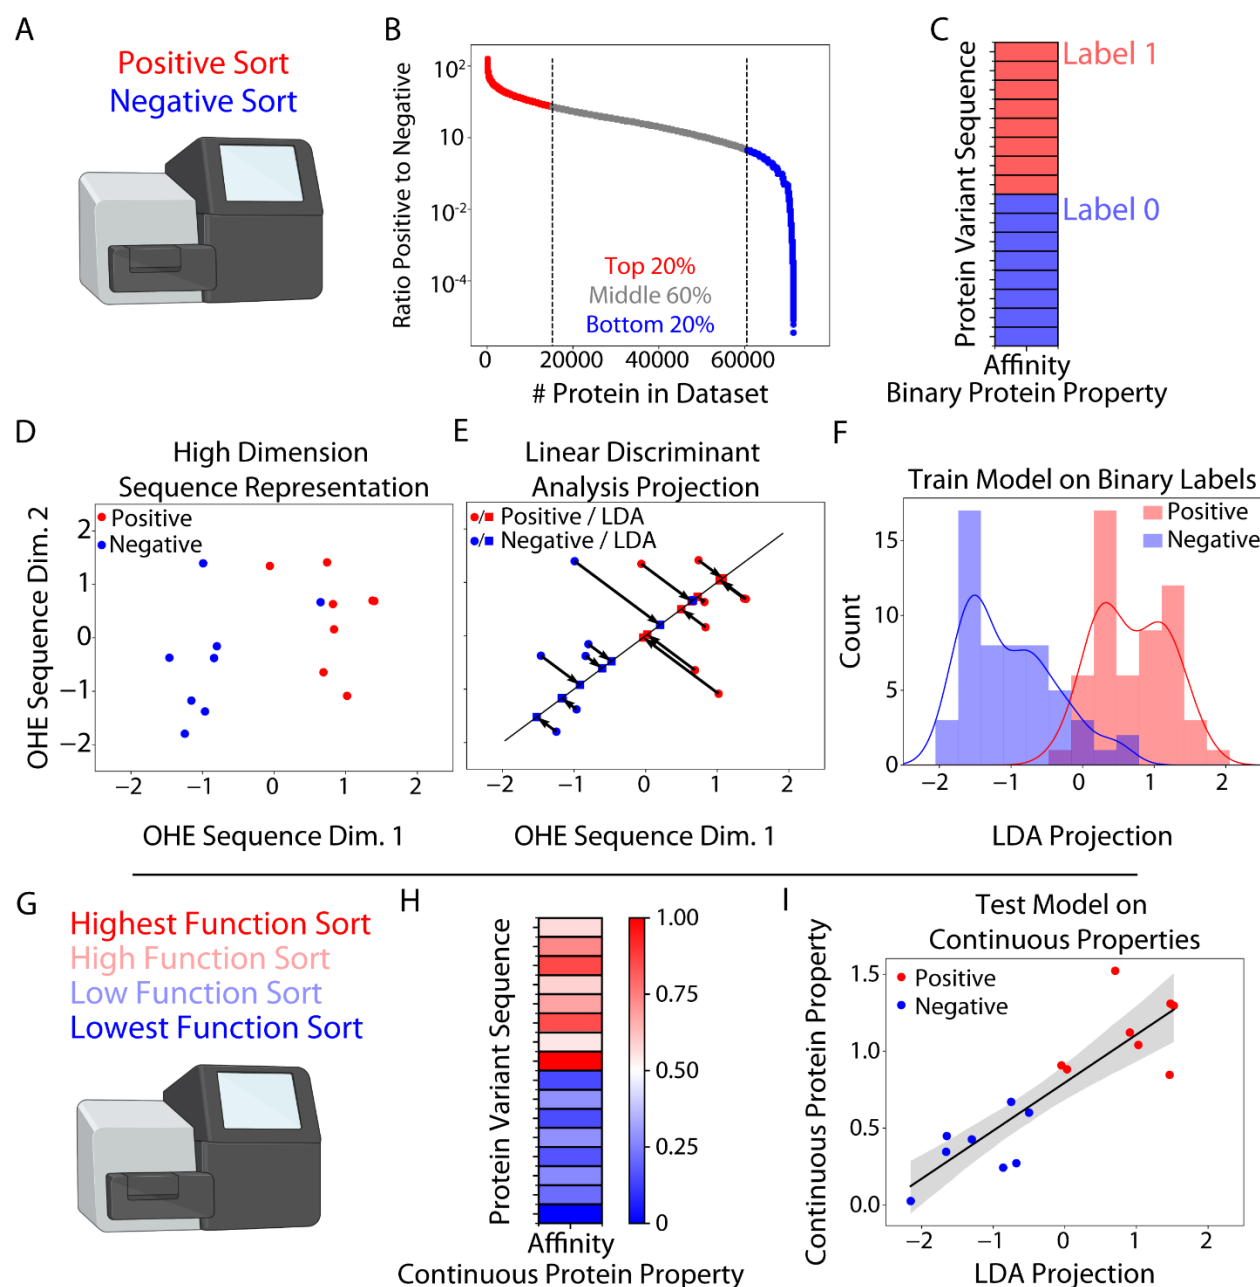 A
Positive Sort
Negative Sort
B
Ratio Positive to Negative
10²
10
10⁻²
10⁻⁴
Top 20%
Middle 60%
Bottom 20%
0
20000
40000
60000
# Protein in Dataset
C
Protein Variant Sequence
Label 1
Label 0
Affinity
Binary Protein Property
D
High Dimension
Sequence Representation
Positive
Negative
OHE Sequence Dim. 2
2
1
0
−1
−2
−2
−1
0
1
2
OHE Sequence Dim. 1
E
Linear Discriminant
Analysis Projection
/ Positive / LDA
/ Negative / LDA
−2
−1
0
1
2
OHE Sequence Dim. 1
F
Train Model on Binary Labels
Positive
Negative
Count
15
10
5
0
−2
−1
0
1
2
LDA Projection
G
Highest Function Sort
High Function Sort
Low Function Sort
Lowest Function Sort
H
Protein Variant Sequence
1.00
0.75
0.50
0.25
0
Affinity
Continuous Protein Property
I
Test Model on
Continuous Properties
Positive
Negative
Continuous Protein Property
1.5
1.0
0.5
0.0
−2
−1
0
1
2
LDA Projection